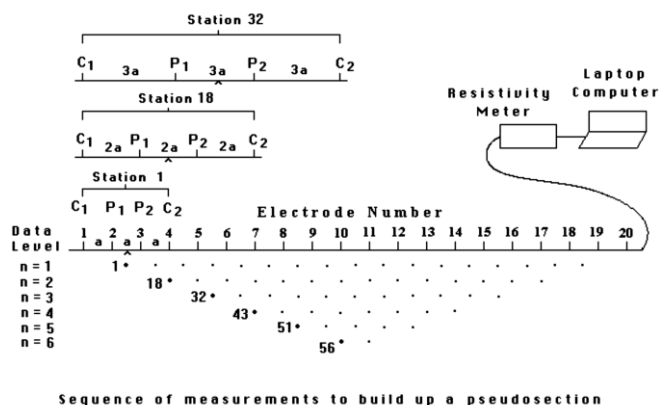 Station 32
C1 3a P1 3a P2 3a C2
Laptop
Computer
Resistivity
Meter
Station 18
C1 2a P1 2a P2 2a C2
Station 1
C1 P1 P2 C2
Electrode Number
Data
Level
1 2 3 4 5 6 7 8 9 10 11 12 13 14 15 16 17 18 19 20
a a a
n = 1 1
n = 2 18
n = 3 32
n = 4 43
n = 5 51
n = 6 56
Sequence of measurements to build up a pseudosection